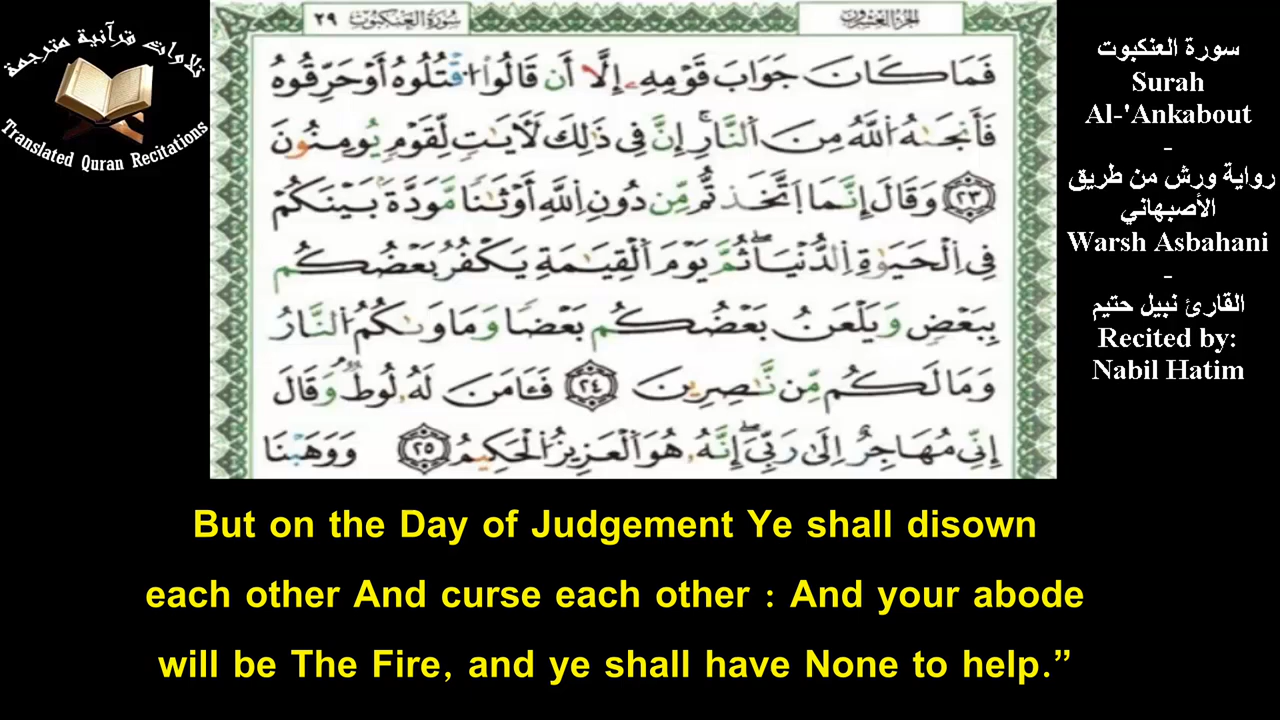 تلاوات قرآنية مترجمة
Translated Quran Recitations
الجزء العشرون
سورة العنكبوت ٢٩
فَمَا كَانَ جَوَابَ قَوْمِهِۦ إِلَّا أَن قَالُوا اُ۟قْتُلُوهُ أَوْ حَرِّقُوهُ
فَأَنجَىٰهُ اُ۬للَّهُ مِنَ اَ۬لنَّارِۚ إِنَّ فِي ذَٰلِكَ لَأٓيَٰتٖ لِّقَوْمٖ يُومِنُونَ
٢٣ وَقَالَ إِنَّمَا اَ۪تَّخَذتُّم مِّن دُونِ اِ۬للَّهِ أَوْثَٰنٗا مَّوَدَّةَۢ بَيْنَكُمْ
فِي اِ۬لْحَيَوٰةِ اِ۬لدُّنْيَاۖ ثُمَّ يَوْمَ اَ۬لْقِيَٰمَةِ يَكْفُرُ بَعْضُكُم
بِبَعْضٖ وَيَلْعَنُ بَعْضُكُم بَعْضٗا وَمَأْوَىٰكُمُ اُ۬لنَّارُ
وَمَا لَكُم مِّن نَّٰصِرِينَ ٢٤ فَـَٔامَنَ لَهُۥ لُوطٞۘ وَقَالَ
إِنِّي مُهَاجِرٌ إِلَىٰ رَبِّيۖ إِنَّهُۥ هُوَ اَ۬لْعَزِيزُ اُ۬لْحَكِيمُ ٢٥ وَوَهَبْنَا
سورة العنكبوت
Surah
Al-'Ankabout
-
رواية ورش من طريق
الأصبهاني
Warsh Asbahani
-
القارئ نبيل حتيم
Recited by:
Nabil Hatim
But on the Day of Judgement Ye shall disown
each other And curse each other : And your abode
will be The Fire, and ye shall have None to help.”